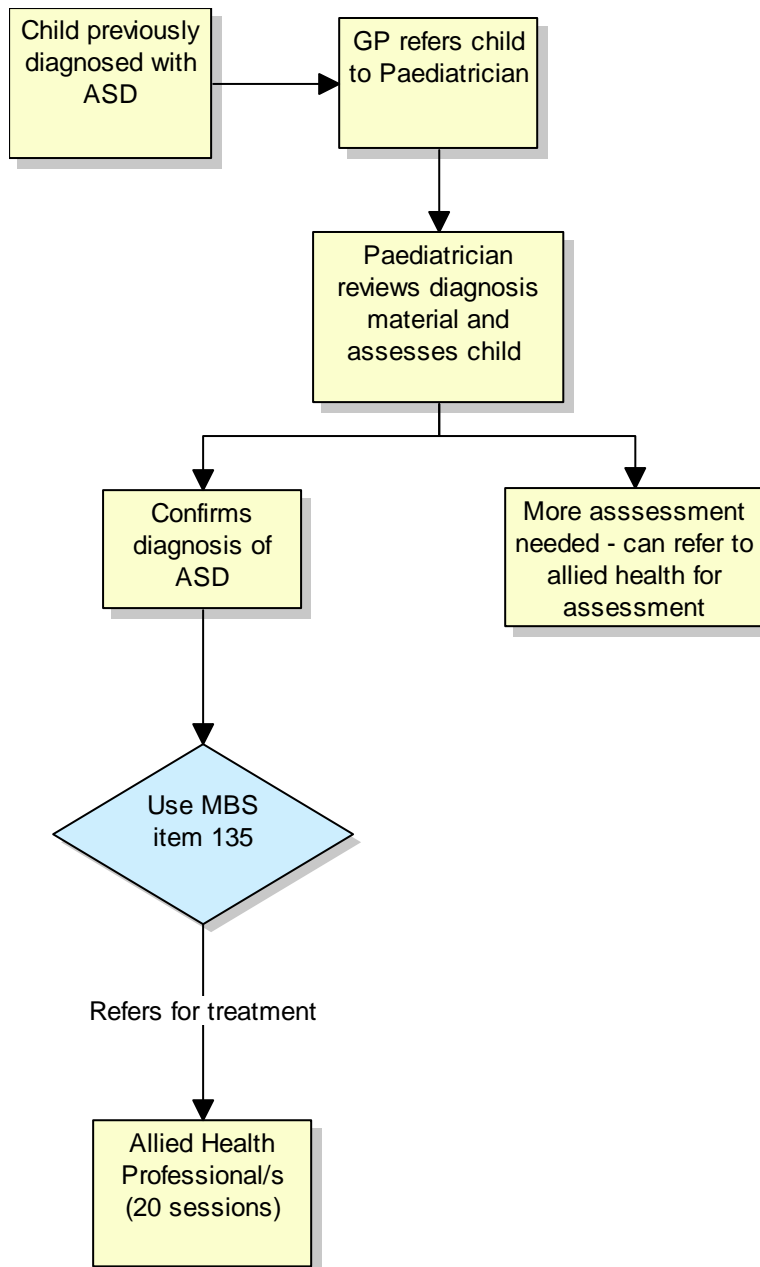 Child previously
diagnosed with
ASD
GP refers child
to Paediatrician
Paediatrician
reviews diagnosis
material and
assesses child
Confirms
diagnosis of
ASD
More asssessment
needed - can refer to
allied health for
assessment
Use MBS
item 135
Refers for treatment
Allied Health
Professional/s
(20 sessions)